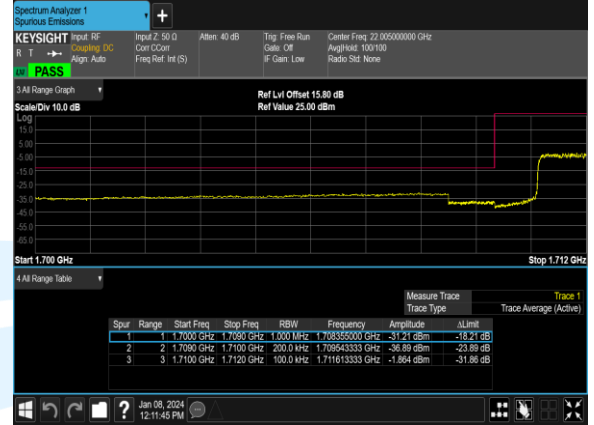 Spectrum Analyzer 1
Spurious Emissions
KEYSIGHT Input: RF Input Z: 50 Ω Atten: 40 dB Trig: Free Run Center Freq: 22.005000000 GHz
R T Coupling: DC Corr CCorr Gate: Off Avg|Hold: 100/100
Align: Auto Freq Ref: Int (S) IF Gain: Low Radio Std: None
PASS
3 All Range Graph
Ref Lvl Offset 15.80 dB
Scale/Div 10.0 dB Ref Value 25.00 dBm
Log
15.0
5.00
-5.00
-15.0
-25.0
-35.0
-45.0
-55.0
-65.0
Start 1.700 GHz Stop 1.712 GHz
4 All Range Table
Measure Trace Trace 1
Trace Type Trace Average (Active)
Spur Range Start Freq Stop Freq RBW Frequency Amplitude ΔLimit
1 1 1.7000 GHz 1.7090 GHz 1.000 MHz 1.708355000 GHz -31.21 dBm -18.21 dB
2 2 1.7090 GHz 1.7100 GHz 200.0 kHz 1.709543333 GHz -36.89 dBm -23.89 dB
3 3 1.7100 GHz 1.7120 GHz 100.0 kHz 1.711613333 GHz -1.864 dBm -31.86 dB
? Jan 08, 2024
12:11:45 PM